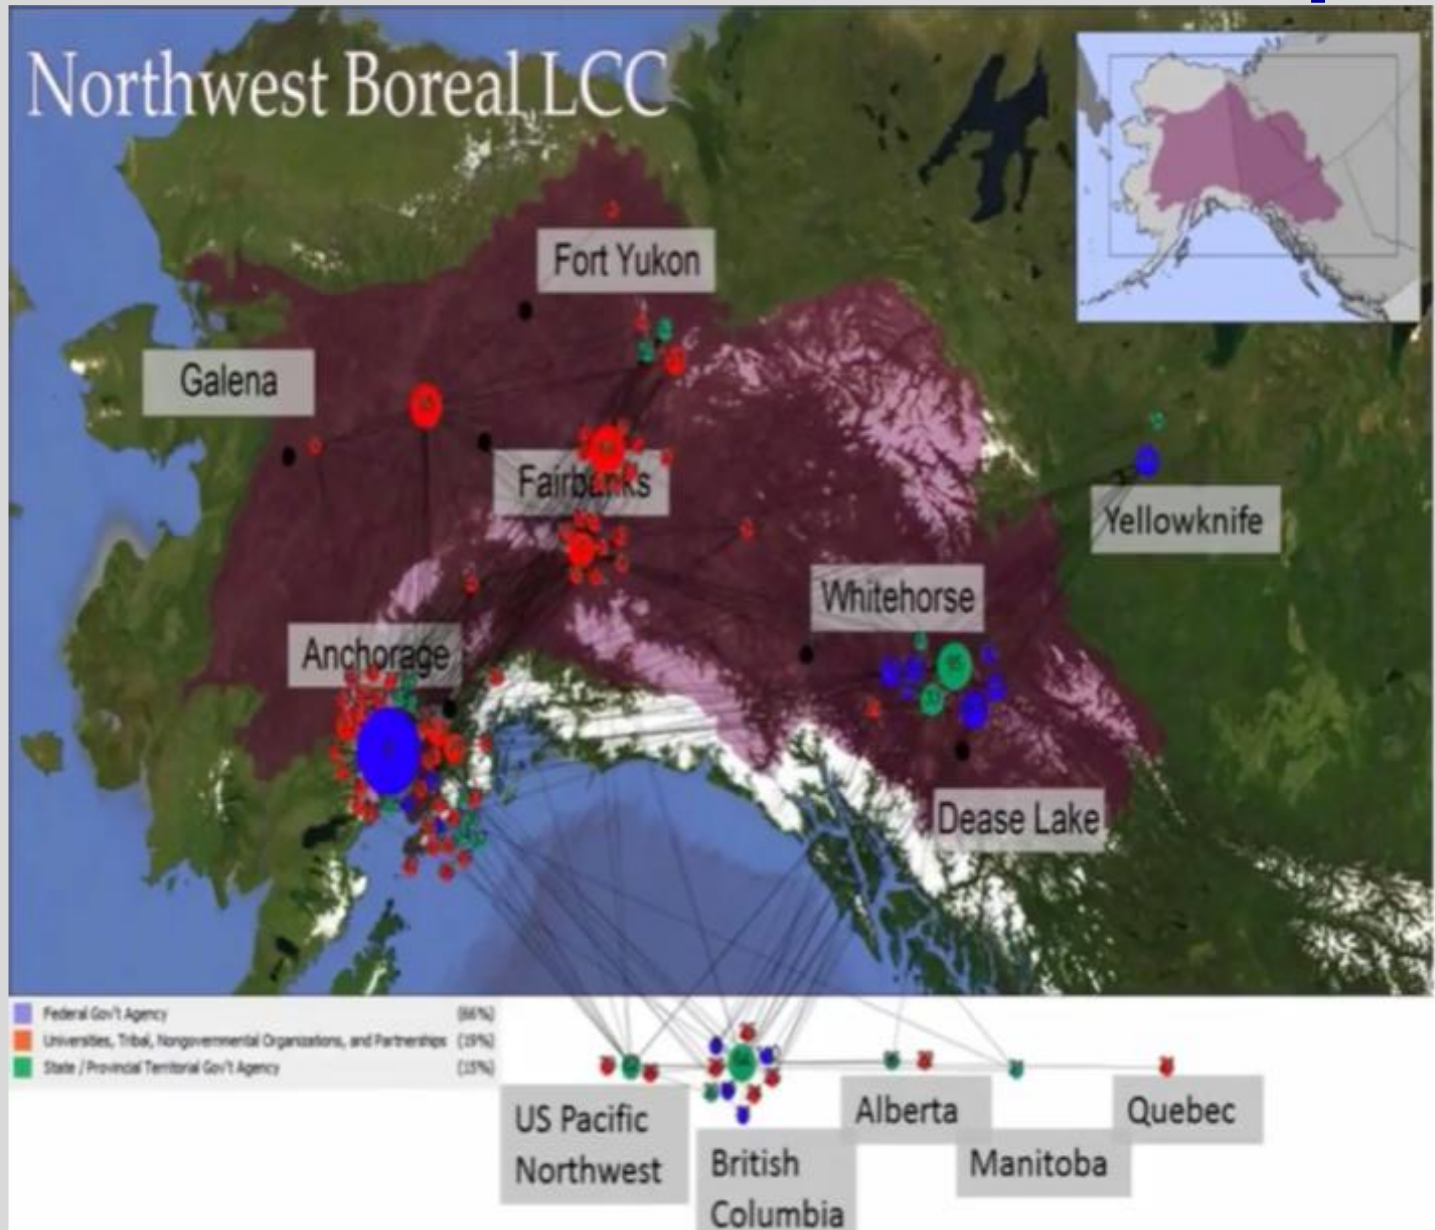 Northwest Boreal LCC
Fort Yukon
Galena
Fairbanks
Yellowknife
Whitehorse
Anchorage
Dease Lake
Federal Gov't Agency (66%)
Universities, Tribal, Nongovernmental Organizations, and Partnerships (19%)
State / Provincial Territorial Gov't Agency (15%)
US Pacific
Northwest
British
Columbia
Alberta
Manitoba
Quebec